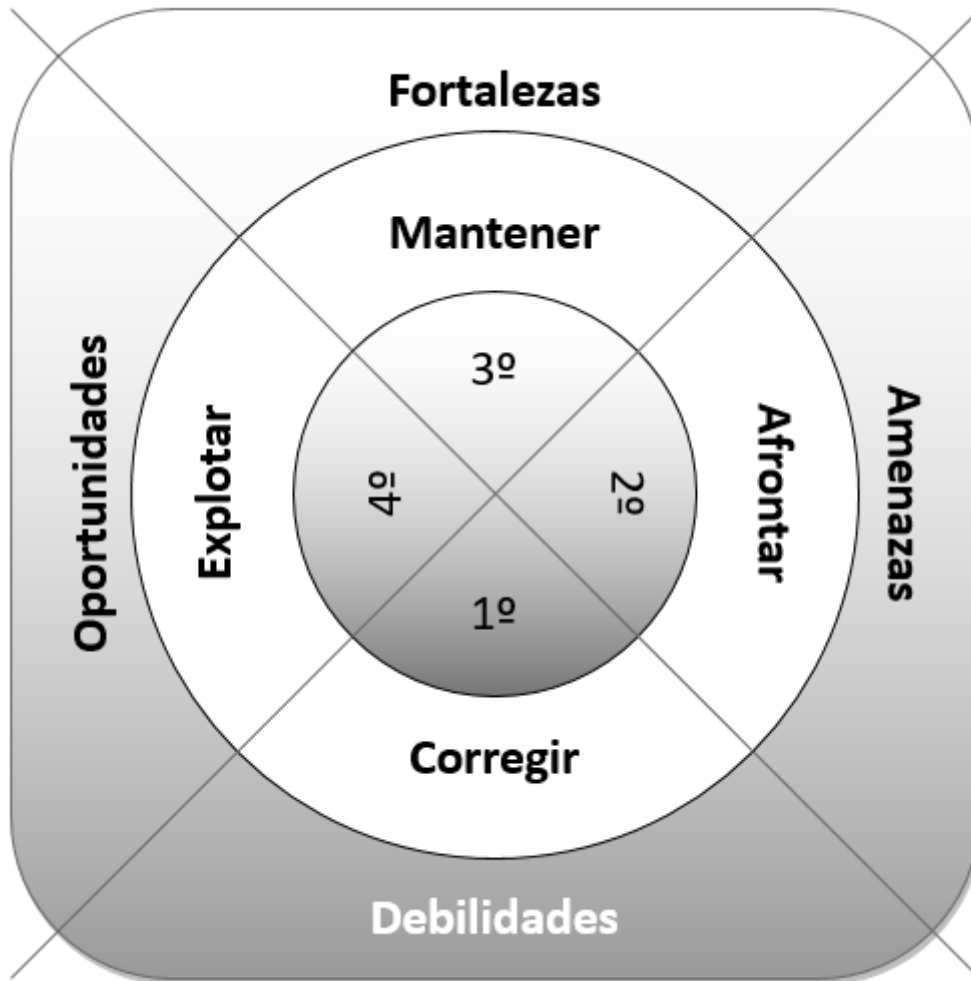 Fortalezas
Mantener
3º
Oportunidades
Explotar
4º
2º
Afrontar
Amenazas
1º
Corregir
Debilidades